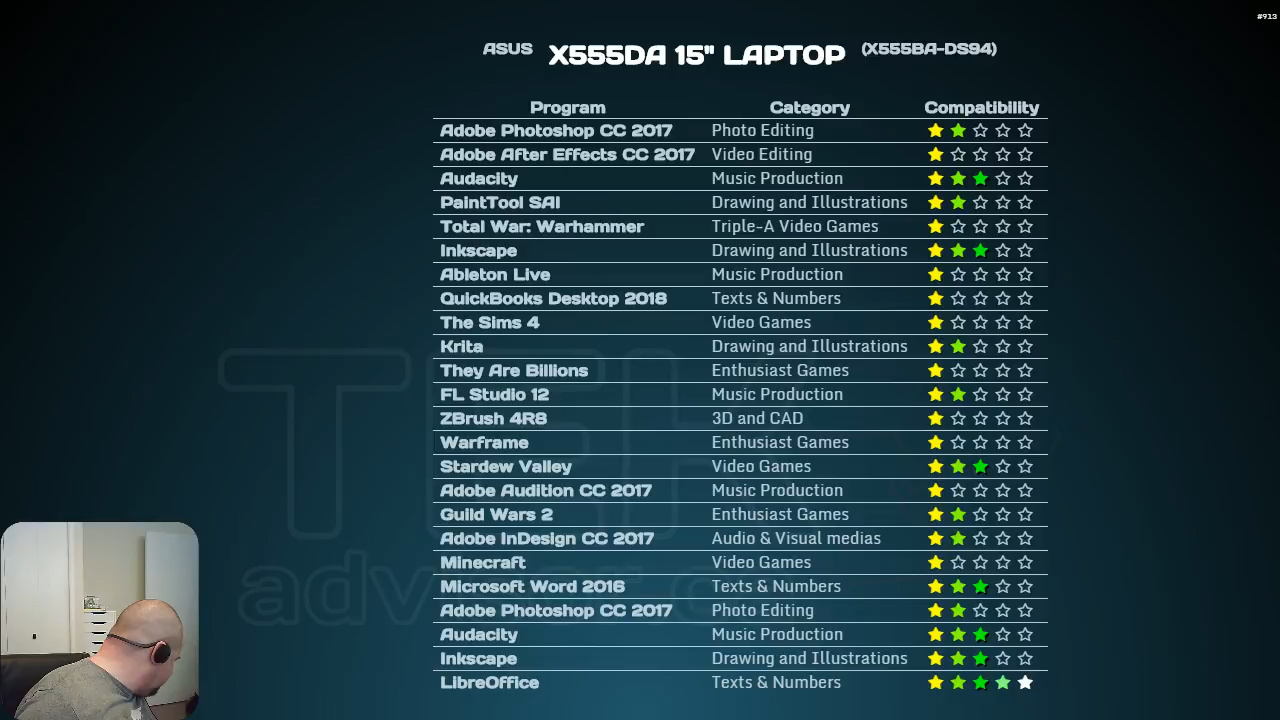 #913
ASUS X555DA 15" LAPTOP (X555BA-DS94)
Program Category Compatibility
Adobe Photoshop CC 2017 Photo Editing
Adobe After Effects CC 2017 Video Editing
Audacity Music Production
PaintTool SAI Drawing and Illustrations
Total War: Warhammer Triple-A Video Games
Inkscape Drawing and Illustrations
Ableton Live Music Production
QuickBooks Desktop 2018 Texts & Numbers
The Sims 4 Video Games
Krita Drawing and Illustrations
They Are Billions Enthusiast Games
FL Studio 12 Music Production
ZBrush 4R8 3D and CAD
Warframe Enthusiast Games
Stardew Valley Video Games
Adobe Audition CC 2017 Music Production
Guild Wars 2 Enthusiast Games
Adobe InDesign CC 2017 Audio & Visual medias
Minecraft Video Games
Microsoft Word 2016 Texts & Numbers
Adobe Photoshop CC 2017 Photo Editing
Audacity Music Production
Inkscape Drawing and Illustrations
LibreOffice Texts & Numbers